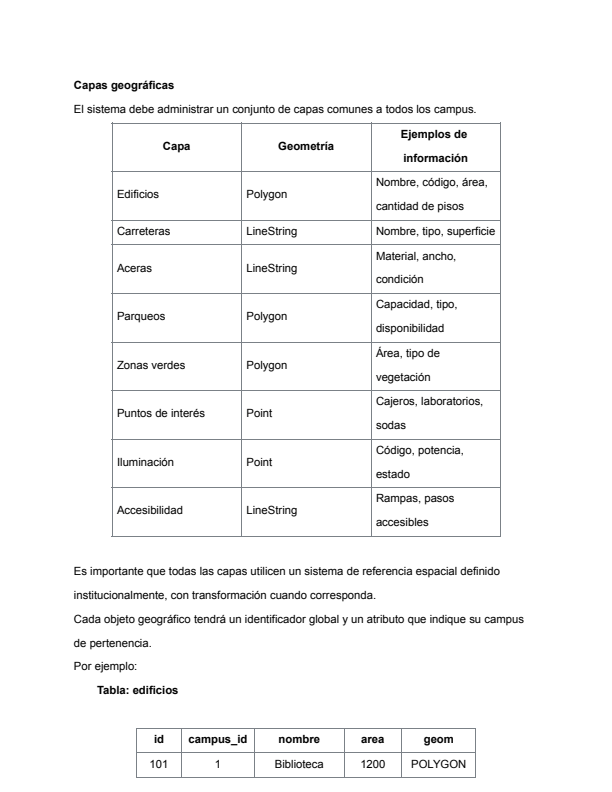 Capas geográficas
El sistema debe administrar un conjunto de capas comunes a todos los campus.
Capa Geometría Ejemplos de
información
Edificios Polygon Nombre, código, área,
cantidad de pisos
Carreteras LineString Nombre, tipo, superficie
Aceras LineString Material, ancho,
condición
Parqueos Polygon Capacidad, tipo,
disponibilidad
Zonas verdes Polygon Área, tipo de
vegetación
Puntos de interés Point Cajeros, laboratorios,
sodas
Iluminación Point Código, potencia,
estado
Accesibilidad LineString Rampas, pasos
accesibles
Es importante que todas las capas utilicen un sistema de referencia espacial definido
institucionalmente, con transformación cuando corresponda.
Cada objeto geográfico tendrá un identificador global y un atributo que indique su campus
de pertenencia.
Por ejemplo:
Tabla: edificios
id campus_id nombre area geom
101 1 Biblioteca 1200 POLYGON